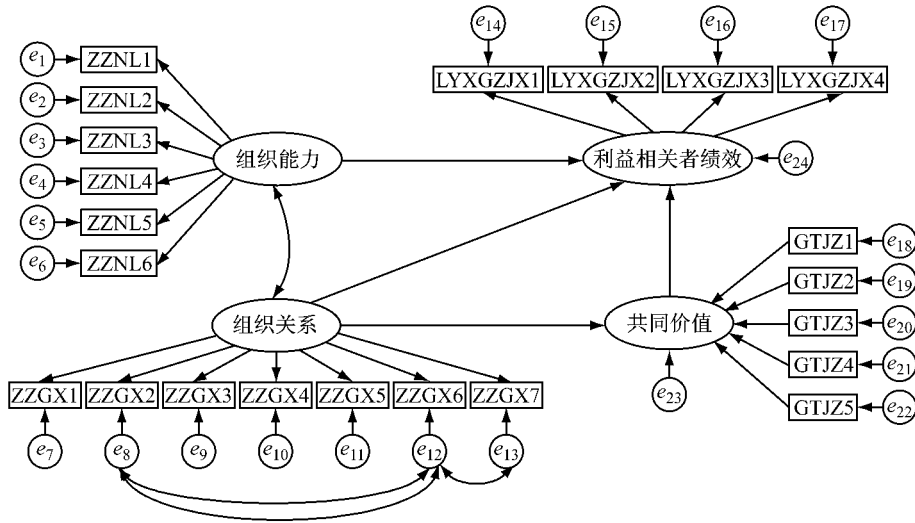 e14
e15
e16
e17
e1
ZZNL1
LYXGZJX1
LYXGZJX2
LYXGZJX3
LYXGZJX4
e2
ZZNL2
e3
ZZNL3
组织能力
利益相关者绩效
e24
e4
ZZNL4
e5
ZZNL5
e6
ZZNL6
GTJZ1
e18
GTJZ2
e19
组织关系
共同价值
GTJZ3
e20
GTJZ4
e21
ZZGX1
ZZGX2
ZZGX3
ZZGX4
ZZGX5
ZZGX6
ZZGX7
e23
GTJZ5
e22
e7
e8
e9
e10
e11
e12
e13